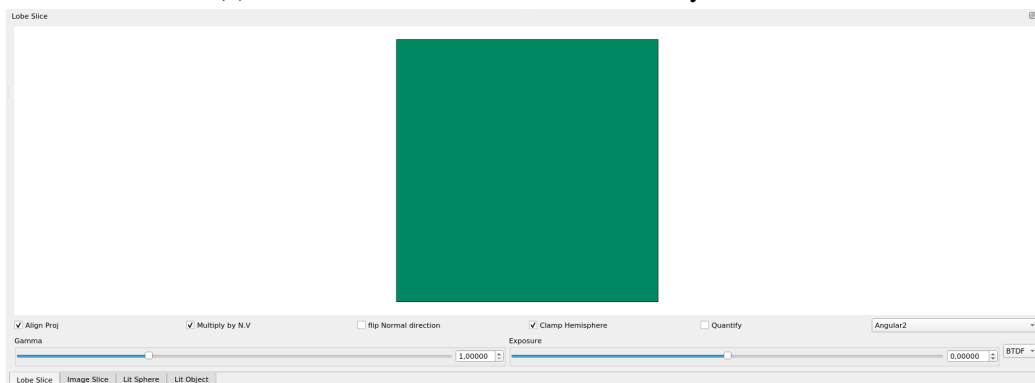 Lobe Slice
Align Proj Multiply by N.V flip Normal direction Clamp Hemisphere Quantify Angular2
Gamma Exposure
1,00000 0,00000 BTDF
Lobe Slice Image Slice Lit Sphere Lit Object